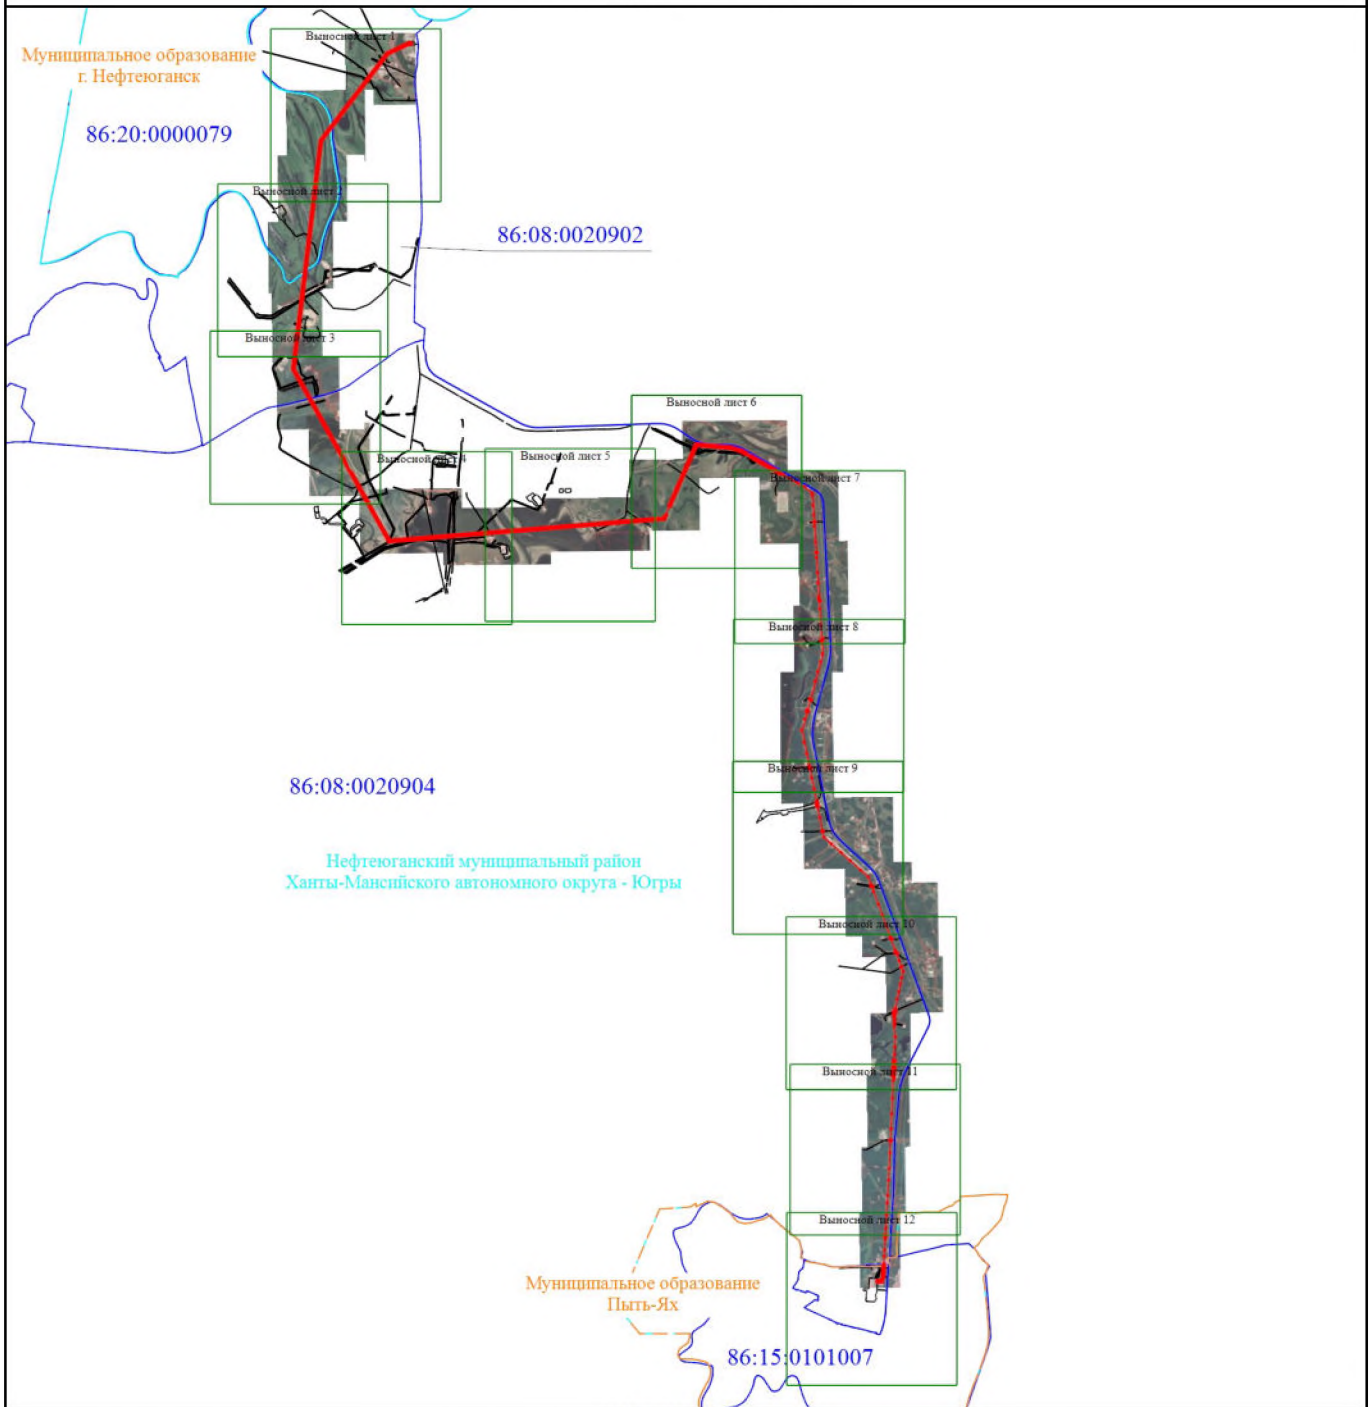 Выносной лист 1
Муниципальное образование
г. Нефтеюганск
86:20:0000079
Выносной лист 2
86:08:0020902
Выносной лист 3
Выносной лист 6
Выносной лист 4
Выносной лист 5
Выносной лист 7
Выносной лист 8
Выносной лист 9
86:08:0020904
Нефтеюганский муниципальный район
Ханты-Мансийского автономного округа - Югры
Выносной лист 10
Выносной лист 11
Выносной лист 12
Муниципальное образование
Пыть-Ях
86:15:0101007